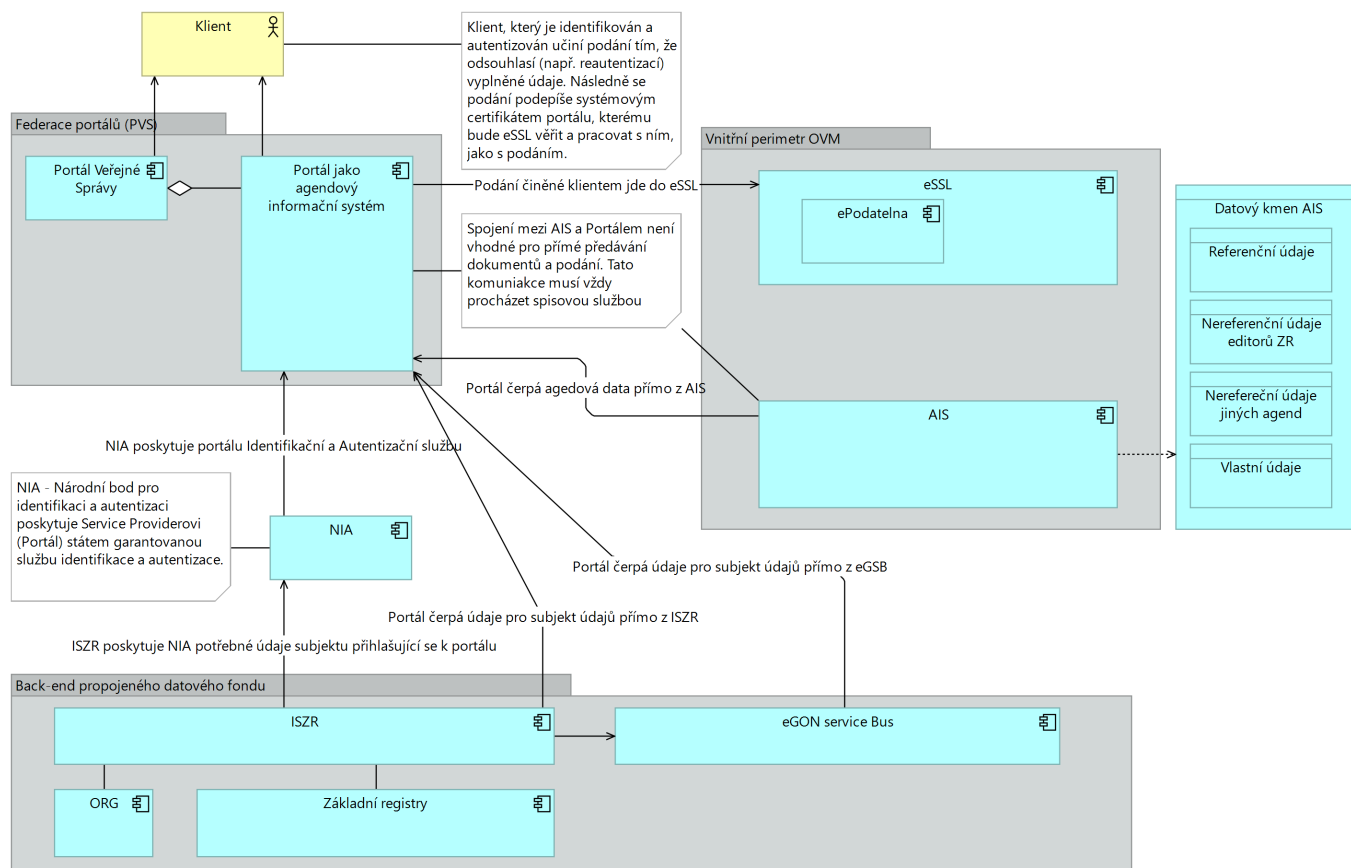 Klient
Klient, který je identifikován a
autentizován učiní podání tím, že
odsouhlasí (např. reautentizací)
vyplněné údaje. Následně se
podání podepíše systémovým
certifikátem portálu, kterému
bude eSSL věřit a pracovat s ním,
jako s podáním.
Federace portálů (PVS)
Portál Veřejné
Správy
Portál jako
agendový
informační systém
Podání činěné klientem jde do eSSL
Vnitřní perimetr OVM
eSSL
ePodatelna
Spojení mezi AIS a Portálem není
vhodné pro přímé předávání
dokumentů a podání. Tato
komuniakce musí vždy
procházet spisovou službou
Datový kmen AIS
Referenční údaje
Nereferenční údaje
editorů ZR
Nerefereční údaje
jiných agend
Vlastní údaje
Portál čerpá agedová data přímo z AIS
AIS
NIA poskytuje portálu Identifikační a Autentizační službu
NIA - Národní bod pro
identifikaci a autentizaci
poskytuje Service Providerovi
(Portál) státem garantovanou
službu identifikace a autentizace.
NIA
Portál čerpá údaje pro subjekt údajů přímo z eGSB
Portál čerpá údaje pro subjekt údajů přímo z ISZR
ISZR poskytuje NIA potřebné údaje subjektu přihlašující se k portálu
Back-end propojeného datového fondu
ISZR
eGON service Bus
ORG
Základní registry